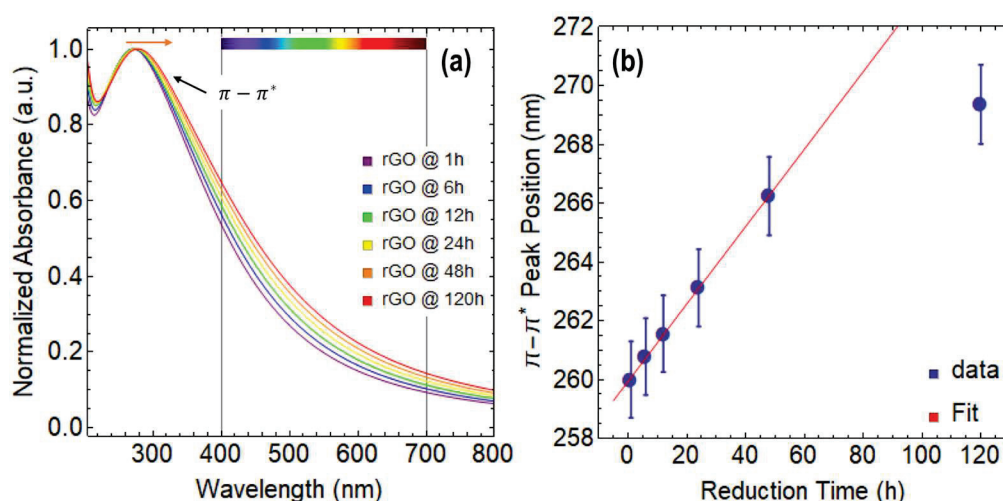 (a)
π − π*
rGO @ 1h
rGO @ 6h
rGO @ 12h
rGO @ 24h
rGO @ 48h
rGO @ 120h
Normalized Absorbance (a.u.)
1.0
0.8
0.6
0.4
0.2
0.0
300 400 500 600 700 800
Wavelength (nm)
(b)
π−π* Peak Position (nm)
272
270
268
266
264
262
260
258
data
Fit
0 20 40 60 80 100 120
Reduction Time (h)